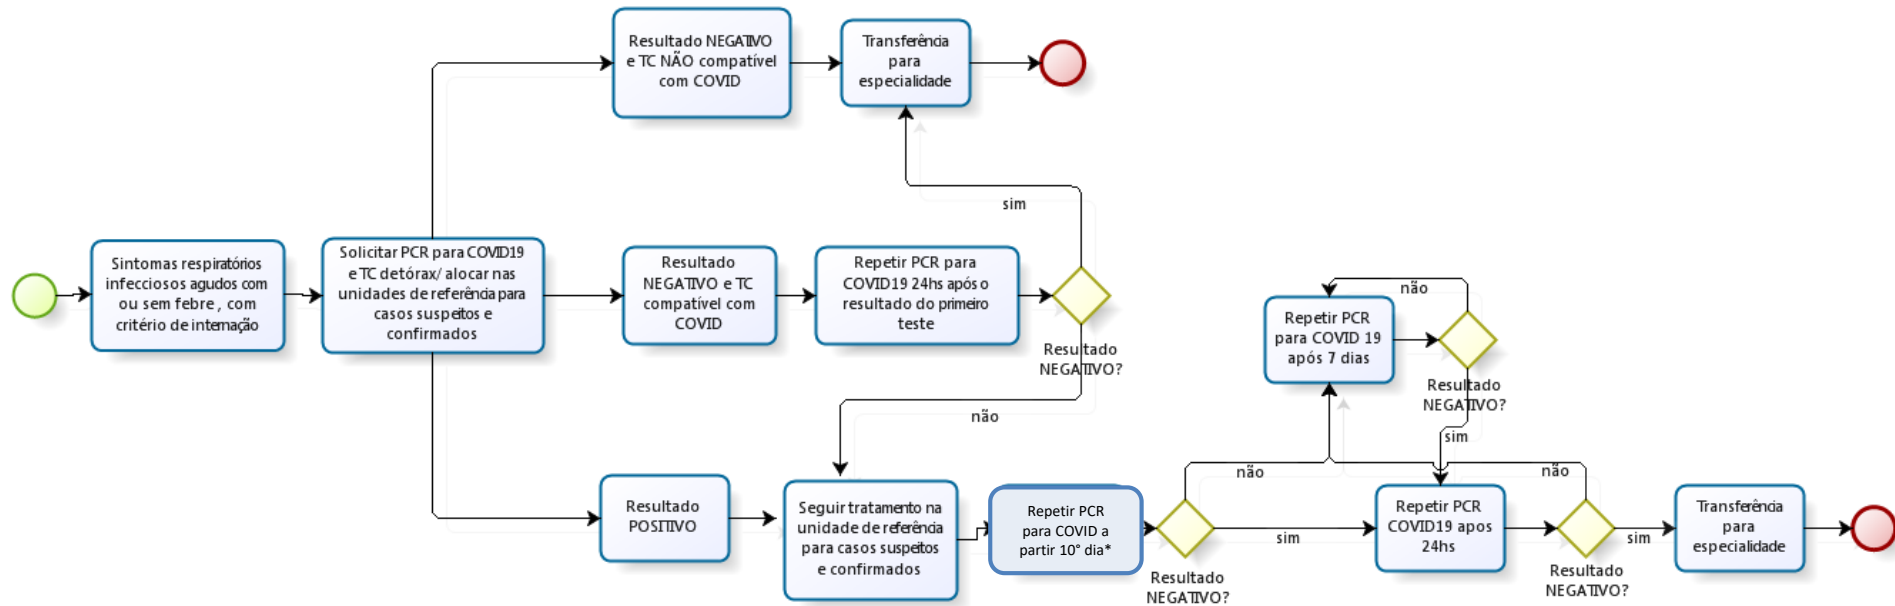 Resultado NEGATIVO
e TC NÃO compatível
com COVID
Transferência
para
especialidade
sim
Sintomas respiratórios
infecciosos agudos com
ou sem febre , com
critério de internação
Solicitar PCR para COVID19
e TC detórax/ alocar nas
unidades de referência para
casos suspeitos e
confirmados
Resultado
NEGATIVO e TC
compatível com
COVID
Repetir PCR para
COVID19 24hs após o
resultado do primeiro
teste
Resultado
NEGATIVO?
não
Resultado
POSITIVO
Seguir tratamento na
unidade de referência
para casos suspeitos
e confirmados
Repetir PCR
para COVID a
partir 10° dia*
Resultado
NEGATIVO?
não
sim
Repetir PCR
para COVID 19
após 7 dias
não
Resultado
NEGATIVO?
sim
Repetir PCR
COVID19 apos
24hs
não
Resultado
NEGATIVO?
sim
Transferência
para
especialidade